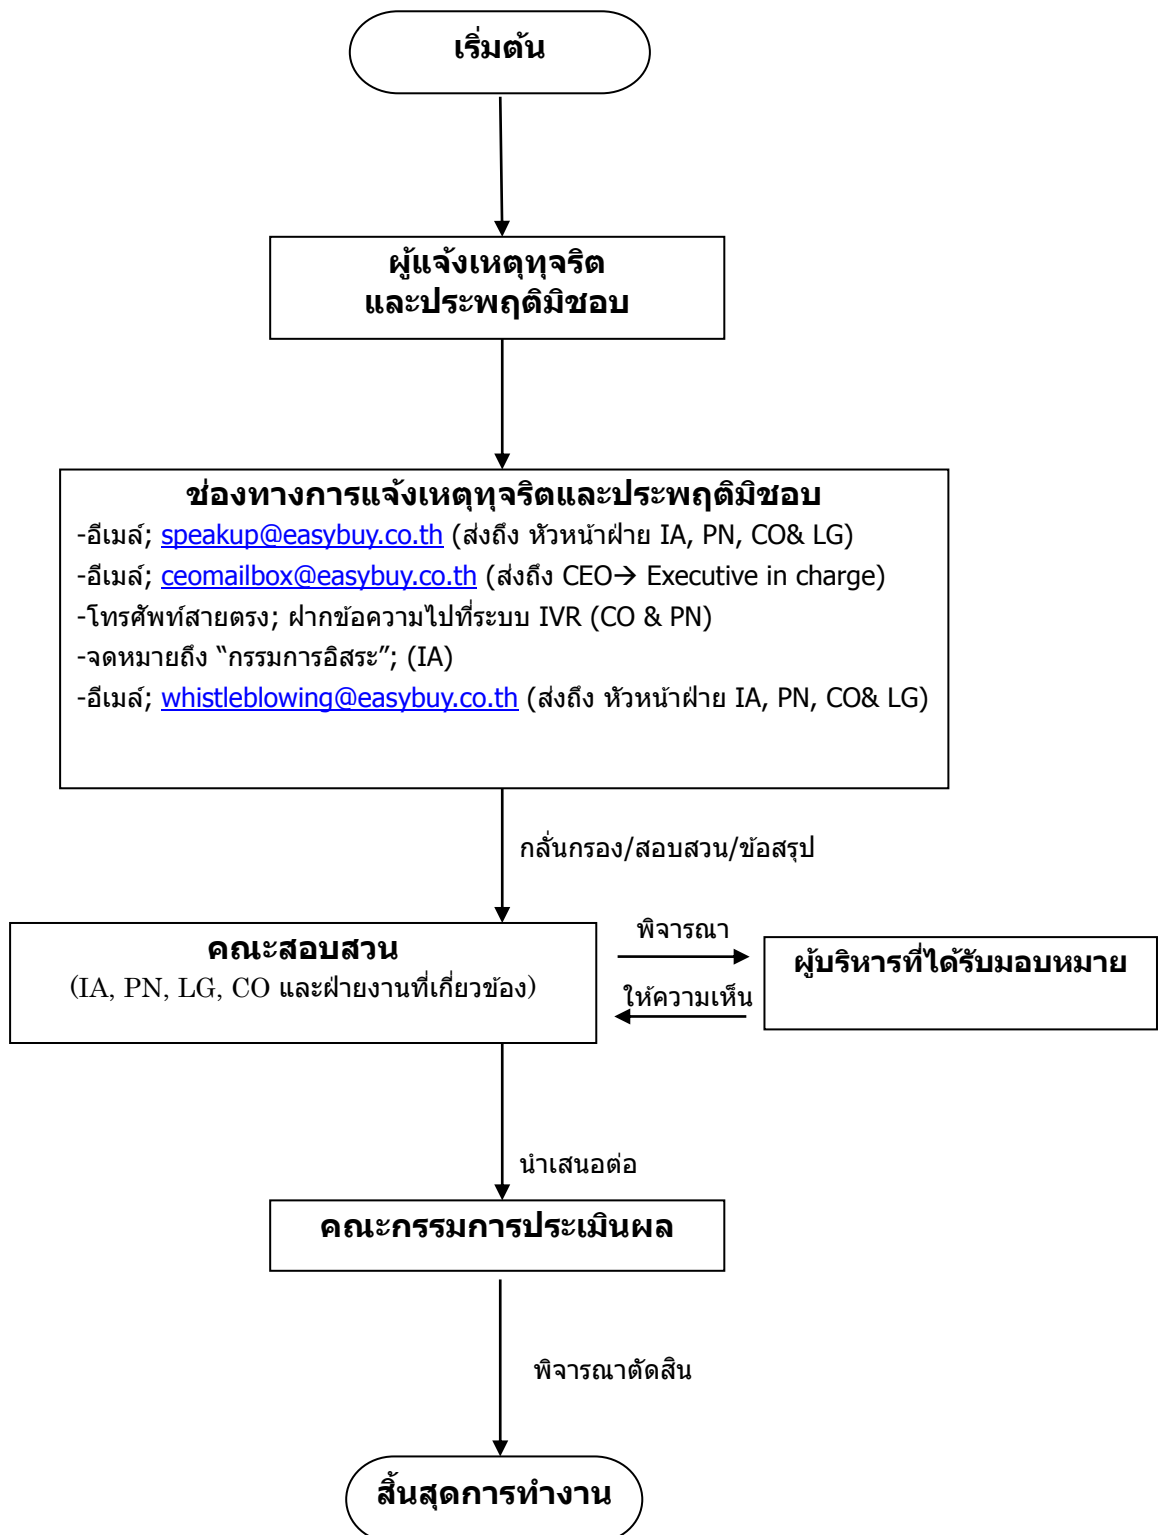 เริ่มต้น
ผู้แจ้งเหตุทุจริต
และประพฤติมิชอบ
ช่องทางการแจ้งเหตุทุจริตและประพฤติมิชอบ
-อีเมล์; speakup@easybuy.co.th (ส่งถึง หัวหน้าฝ่าย IA, PN, CO& LG)
-อีเมล์; ceomailbox@easybuy.co.th (ส่งถึง CEO→ Executive in charge)
-โทรศัพท์สายตรง; ฝากข้อความไปที่ระบบ IVR (CO & PN)
-จดหมายถึง “กรรมการอิสระ”; (IA)
-อีเมล์; whistleblowing@easybuy.co.th (ส่งถึง หัวหน้าฝ่าย IA, PN, CO& LG)
กลั่นกรอง/สอบสวน/ข้อสรุป
คณะสอบสวน
(IA, PN, LG, CO และฝ่ายงานที่เกี่ยวข้อง)
พิจารณา
ให้ความเห็น
ผู้บริหารที่ได้รับมอบหมาย
นำเสนอต่อ
คณะกรรมการประเมินผล
พิจารณาตัดสิน
สิ้นสุดการทำงาน